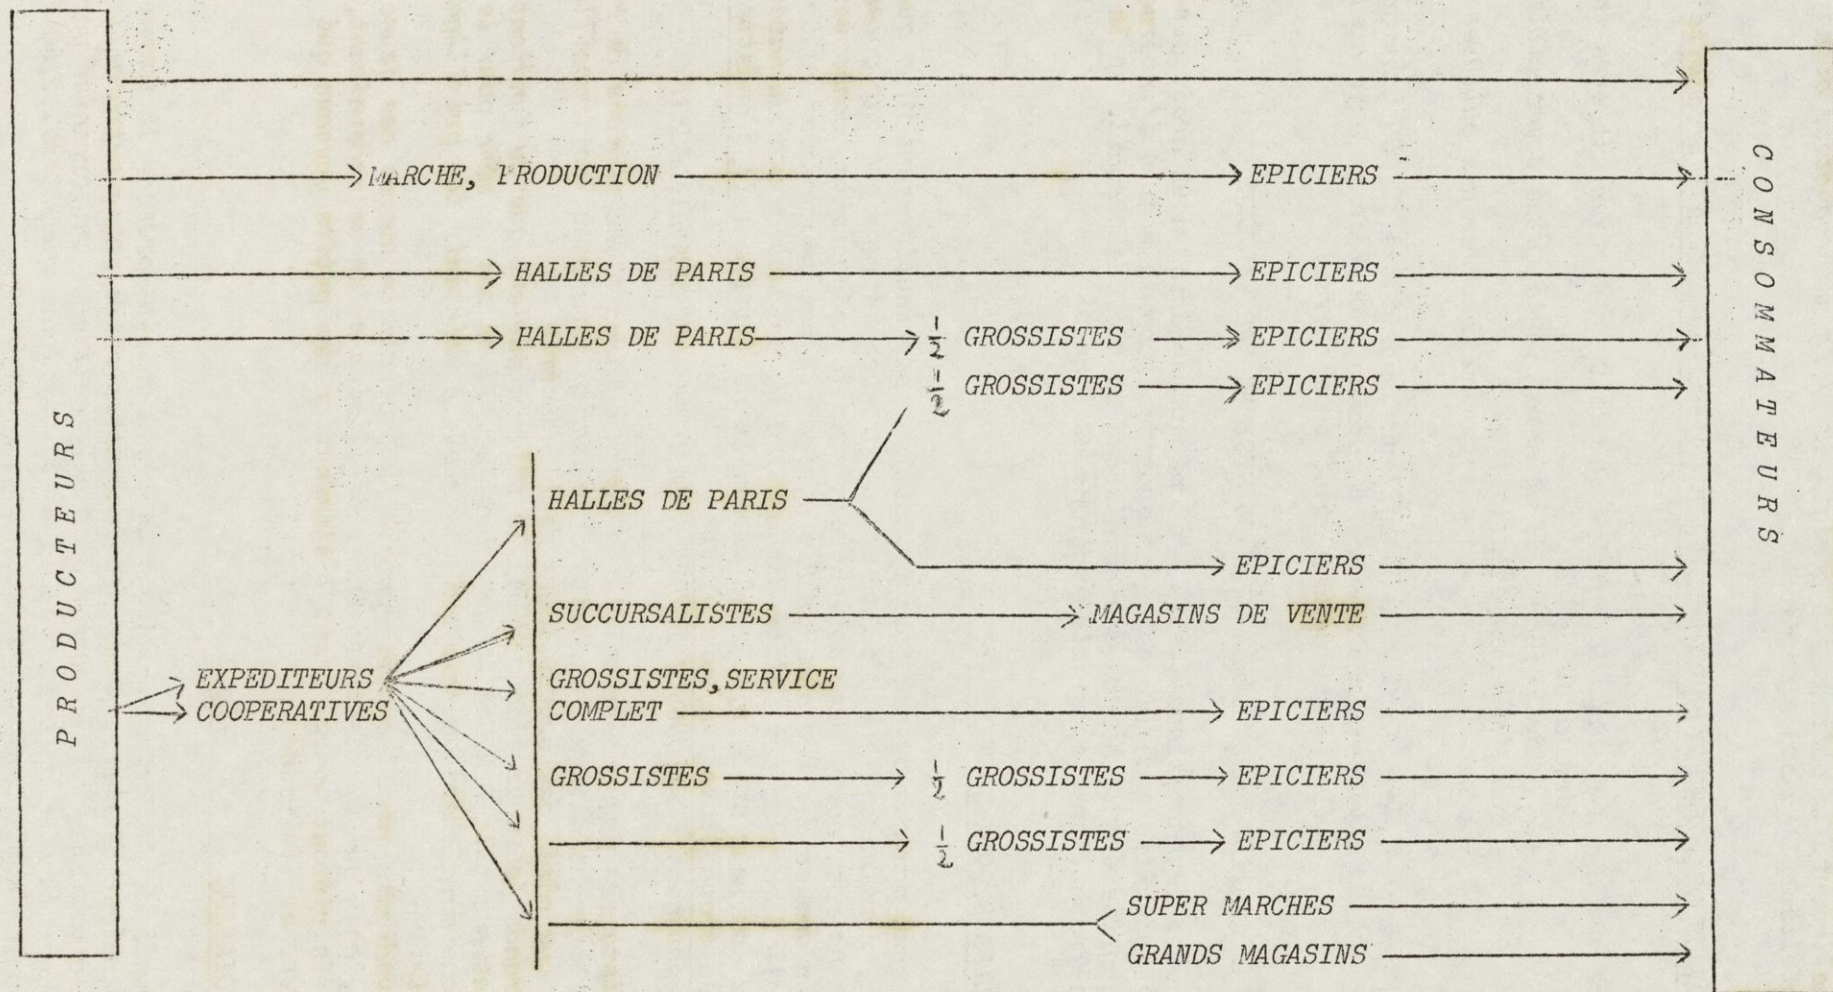 PRODUCTEURS
MARCHE, PRODUCTION EPICIERS
HALLES DE PARIS EPICIERS
HALLES DE PARIS ½ GROSSISTES EPICIERS
½ GROSSISTES EPICIERS
HALLES DE PARIS
EPICIERS
SUCCURSALISTES MAGASINS DE VENTE
EXPEDITEURS
COOPERATIVES
GROSSISTES, SERVICE
COMPLET EPICIERS
GROSSISTES ½ GROSSISTES EPICIERS
½ GROSSISTES EPICIERS
SUPER MARCHES
GRANDS MAGASINS
CONSOMMATEURS